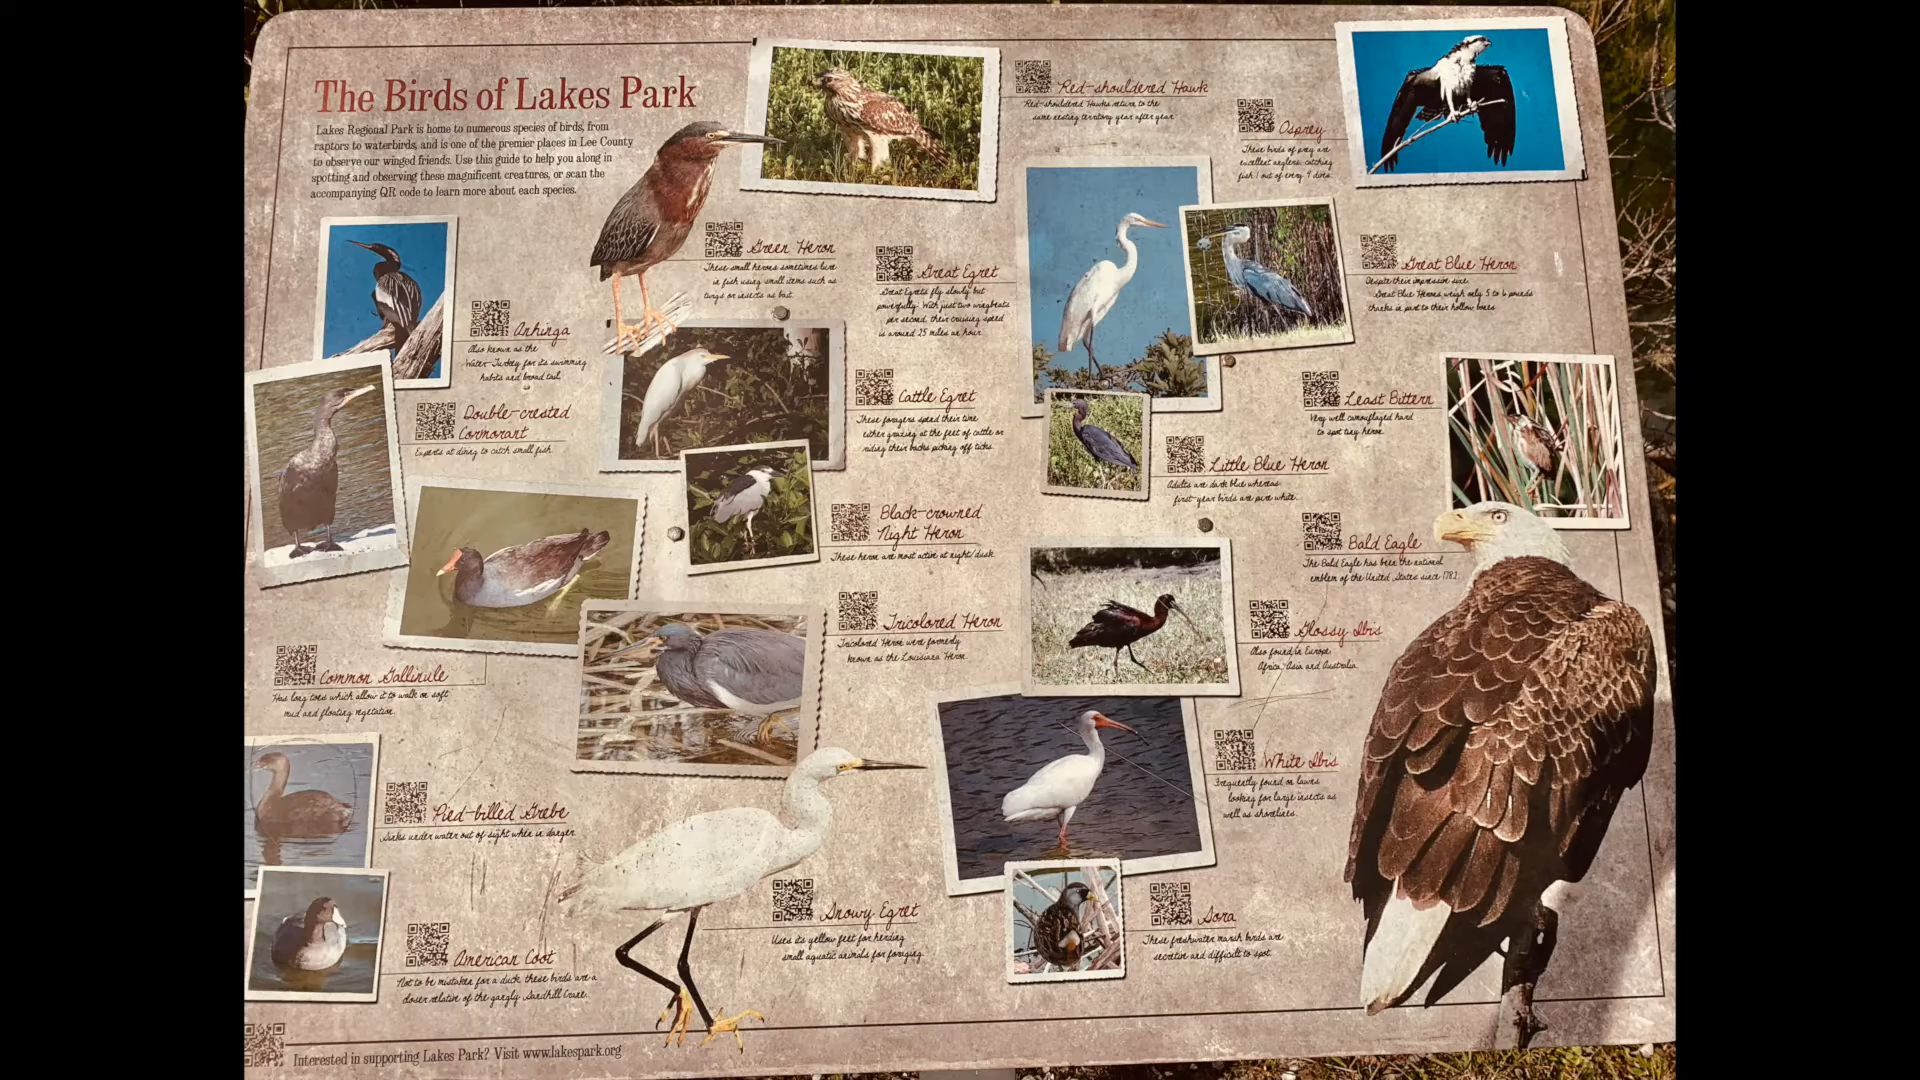 The Birds of Lakes Park
Lakes Regional Park is home to numerous species of birds, from
raptors to waterbirds, and is one of the premier places in Lee County
to observe our winged friends. Use this guide to help you along in
spotting and observing these magnificent creatures, or scan the
accompanying QR code to learn more about each species.
Red-shouldered Hawk
Red-shouldered Hawks return to the
same nesting territory year after year.
Osprey
These birds of prey are
excellent anglers, catching
fish 1 out of every 4 dives.
Green Heron
These small herons sometimes lure
in fish using small items such as
twigs or insects as bait.
Great Egret
Great Egrets fly slowly but
powerfully. With just two wingbeats
per second, their cruising speed
is around 25 miles an hour.
Great Blue Heron
Despite their impressive size,
Great Blue Herons weigh only 5 to 6 pounds
thanks in part to their hollow bones.
Anhinga
Also known as the
Water-Turkey for its swimming
habits and broad tail.
Double-crested
Cormorant
Experts at diving to catch small fish.
Cattle Egret
These foragers spend their time
either grazing at the feet of cattle or
riding their backs picking off ticks.
Least Bittern
Very well camouflaged hard
to spot tiny heron.
Little Blue Heron
Adults are dark blue whereas
first-year birds are pure white.
Black-crowned
Night Heron
These heron are most active at night/dusk.
Bald Eagle
The Bald Eagle has been the national
emblem of the United States since 1782.
Tricolored Heron
Tricolored Heron were formerly
known as the Louisiana Heron.
Glossy Ibis
Also found in Europe,
Africa, Asia and Australia.
Common Gallinule
Has long toes which allow it to walk on soft
mud and floating vegetation.
White Ibis
Frequently found on lawns
looking for large insects as
well as shorelines.
Pied-billed Grebe
Sinks under water out of sight when in danger.
Snowy Egret
Uses its yellow feet for herding
small aquatic animals for foraging.
Sora
These freshwater marsh birds are
secretive and difficult to spot.
American Coot
Not to be mistaken for a duck these birds are a
closer relative of the gangly Sandhill Crane.
Interested in supporting Lakes Park? Visit www.lakespark.org